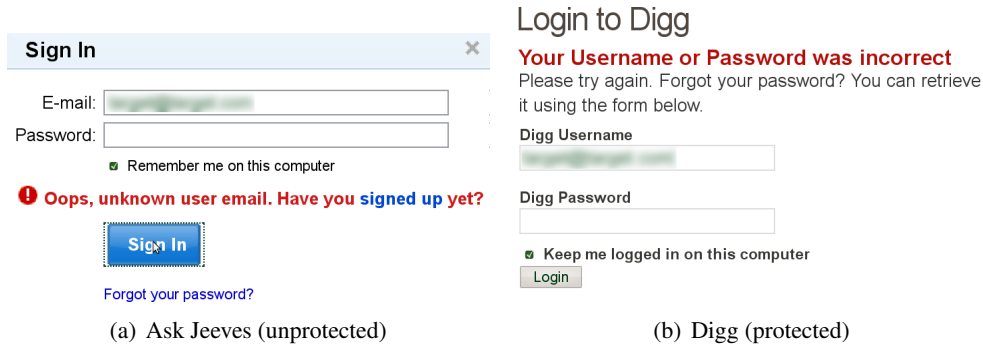 Sign In
E-mail:
Password:
Remember me on this computer
Oops, unknown user email. Have you signed up yet?
Sign In
Forgot your password?
(a) Ask Jeeves (unprotected)
Login to Digg
Your Username or Password was incorrect
Please try again. Forgot your password? You can retrieve
it using the form below.
Digg Username
Digg Password
Keep me logged in on this computer
Login
(b) Digg (protected)